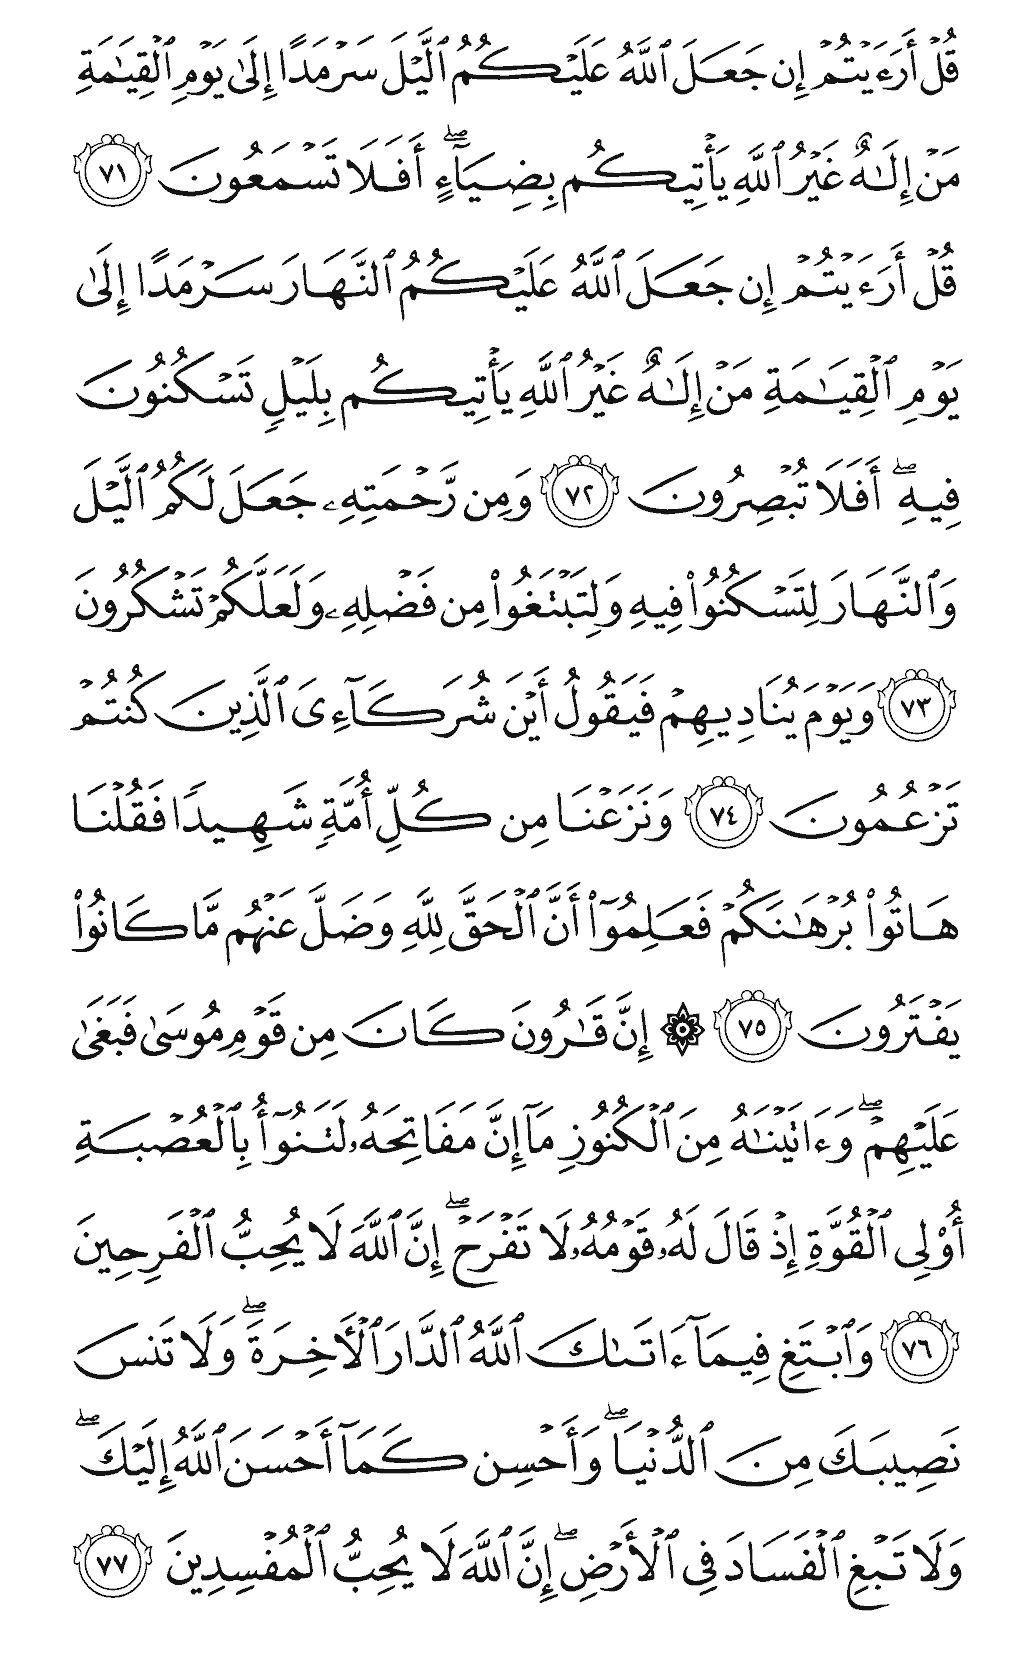 قُلْ أَرَءَيْتُمْ إِن جَعَلَ ٱللَّهُ عَلَيْكُمُ ٱلَّيْلَ سَرْمَدًا إِلَىٰ يَوْمِ ٱلْقِيَٰمَةِ
مَنْ إِلَٰهٌ غَيْرُ ٱللَّهِ يَأْتِيكُم بِضِيَآءٍ ۖ أَفَلَا تَسْمَعُونَ ٧١
قُلْ أَرَءَيْتُمْ إِن جَعَلَ ٱللَّهُ عَلَيْكُمُ ٱلنَّهَارَ سَرْمَدًا إِلَىٰ
يَوْمِ ٱلْقِيَٰمَةِ مَنْ إِلَٰهٌ غَيْرُ ٱللَّهِ يَأْتِيكُم بِلَيْلٍ تَسْكُنُونَ
فِيهِ ۖ أَفَلَا تُبْصِرُونَ ٧٢ وَمِن رَّحْمَتِهِۦ جَعَلَ لَكُمُ ٱلَّيْلَ
وَٱلنَّهَارَ لِتَسْكُنُوا۟ فِيهِ وَلِتَبْتَغُوا۟ مِن فَضْلِهِۦ وَلَعَلَّكُمْ تَشْكُرُونَ
٧٣ وَيَوْمَ يُنَادِيهِمْ فَيَقُولُ أَيْنَ شُرَكَآءِىَ ٱلَّذِينَ كُنتُمْ
تَزْعُمُونَ ٧٤ وَنَزَعْنَا مِن كُلِّ أُمَّةٍ شَهِيدًا فَقُلْنَا
هَاتُوا۟ بُرْهَٰنَكُمْ فَعَلِمُوٓا۟ أَنَّ ٱلْحَقَّ لِلَّهِ وَضَلَّ عَنْهُم مَّا كَانُوا۟
يَفْتَرُونَ ٧٥ ۞ إِنَّ قَٰرُونَ كَانَ مِن قَوْمِ مُوسَىٰ فَبَغَىٰ
عَلَيْهِمْ ۖ وَءَاتَيْنَٰهُ مِنَ ٱلْكُنُوزِ مَآ إِنَّ مَفَاتِحَهُۥ لَتَنُوٓأُ بِٱلْعُصْبَةِ
أُو۟لِى ٱلْقُوَّةِ إِذْ قَالَ لَهُۥ قَوْمُهُۥ لَا تَفْرَحْ ۖ إِنَّ ٱللَّهَ لَا يُحِبُّ ٱلْفَرِحِينَ
٧٦ وَٱبْتَغِ فِيمَآ ءَاتَىٰكَ ٱللَّهُ ٱلدَّارَ ٱلْأَخِرَةَ ۖ وَلَا تَنسَ
نَصِيبَكَ مِنَ ٱلدُّنْيَا ۖ وَأَحْسِن كَمَآ أَحْسَنَ ٱللَّهُ إِلَيْكَ ۖ
وَلَا تَبْغِ ٱلْفَسَادَ فِى ٱلْأَرْضِ ۖ إِنَّ ٱللَّهَ لَا يُحِبُّ ٱلْمُفْسِدِينَ ٧٧